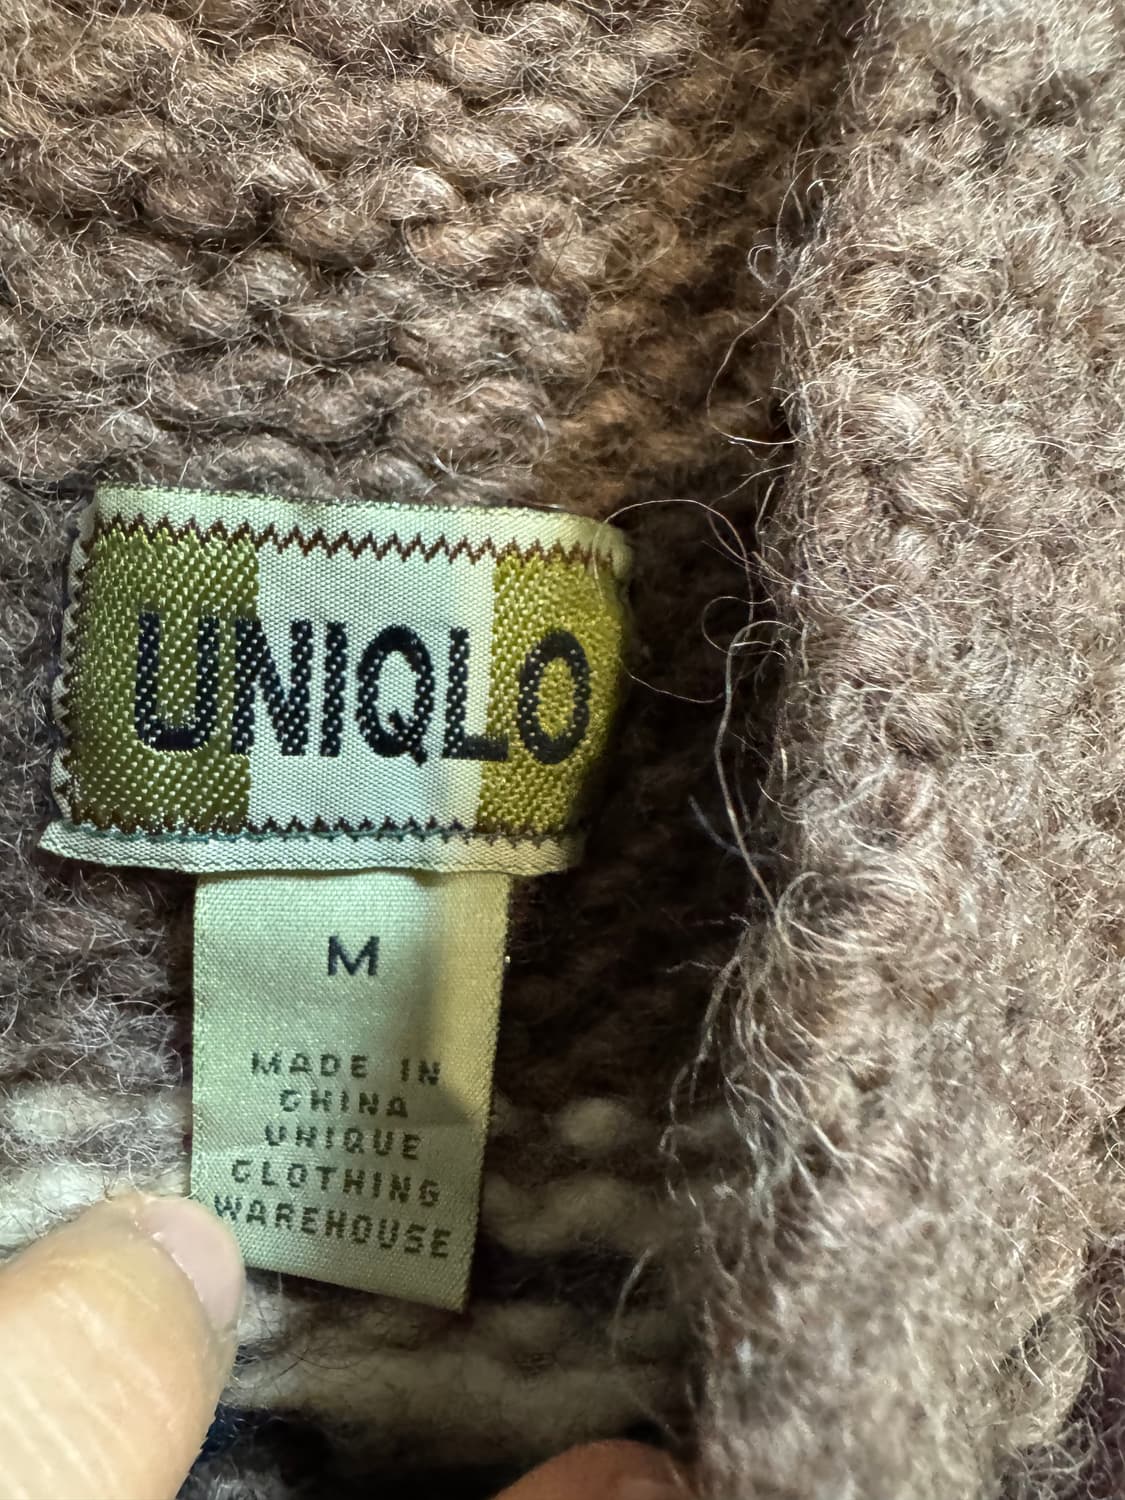 UNIQLO
M
MADE IN
CHINA
UNIQUE
CLOTHING
WAREHOUSE